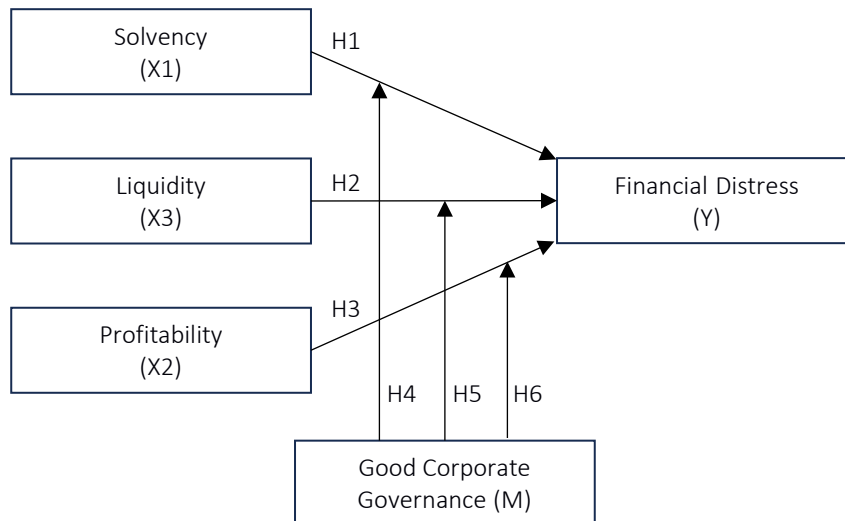 Solvency
(X1)
H1
Liquidity
(X3)
H2
Financial Distress
(Y)
Profitability
(X2)
H3
H4
H5
H6
Good Corporate
Governance (M)